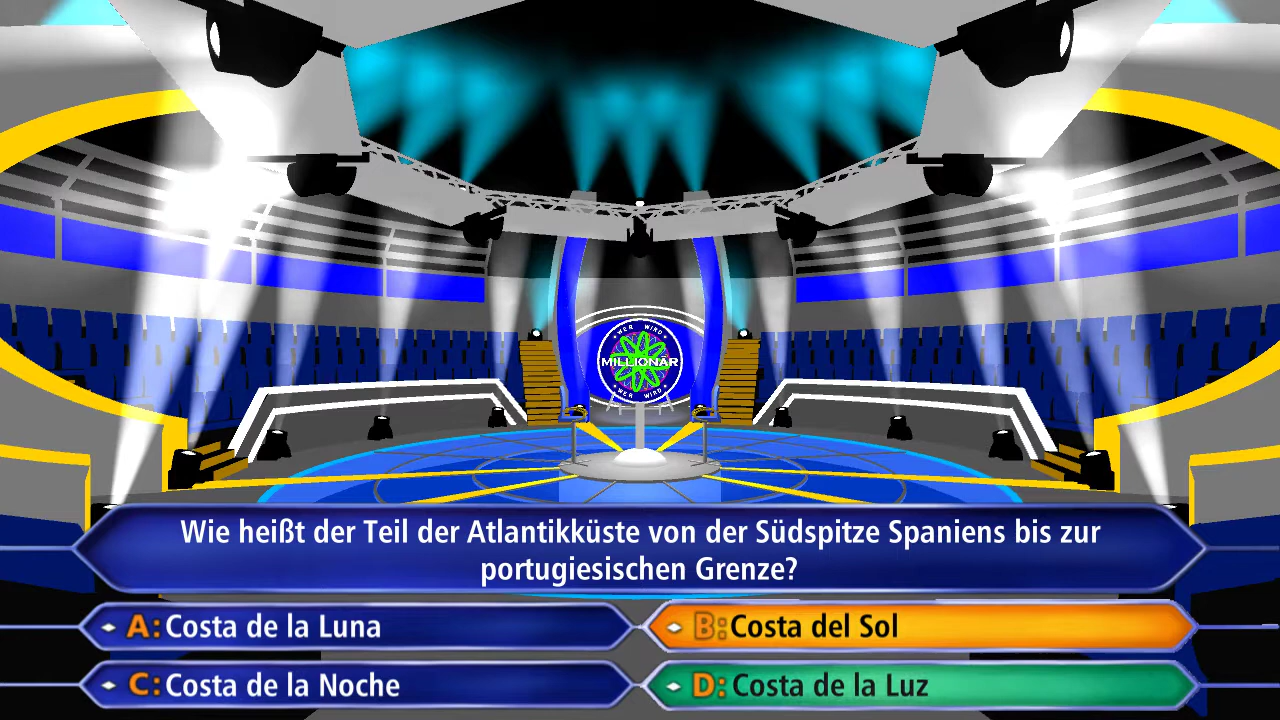 WER WIRD
MILLIONÄR
WER WIRD
Wie heißt der Teil der Atlantikküste von der Südspitze Spaniens bis zur
portugiesischen Grenze?
A: Costa de la Luna
B: Costa del Sol
C: Costa de la Noche
D: Costa de la Luz